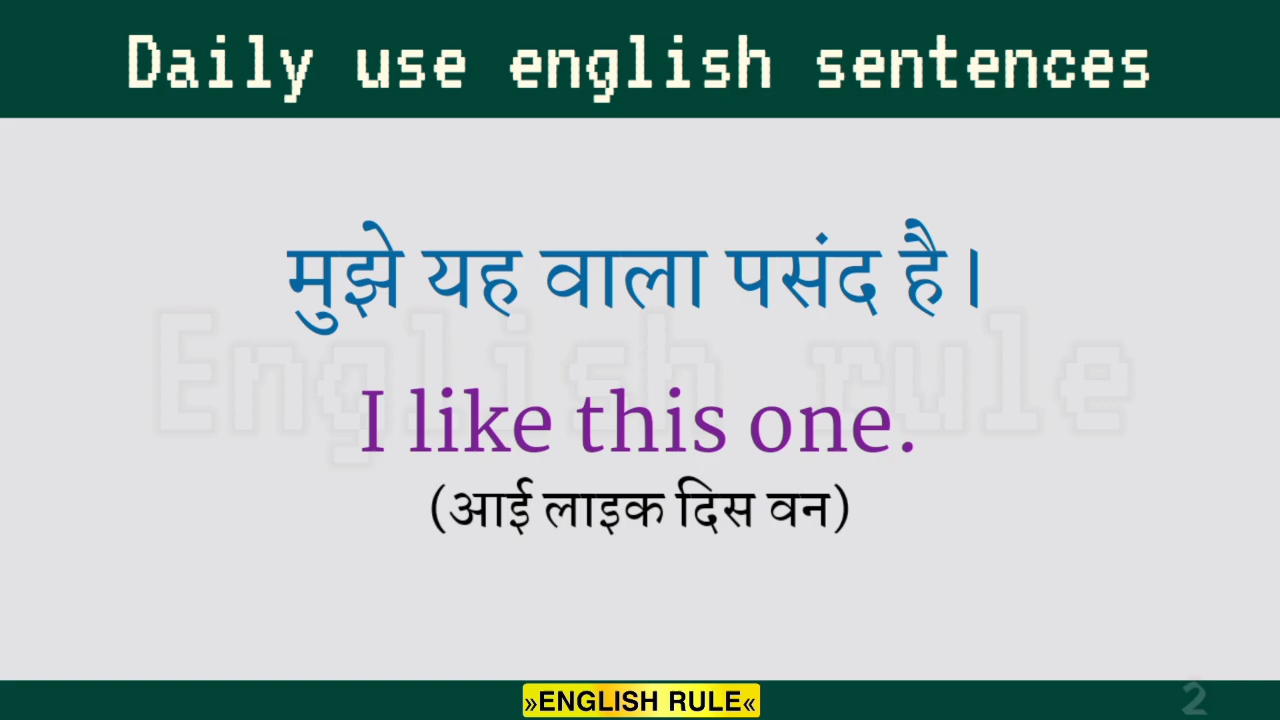 Daily use english sentences
मुझे यह वाला पसंद है।
English rule
I like this one.
(आई लाइक दिस वन)
»ENGLISH RULE«
2